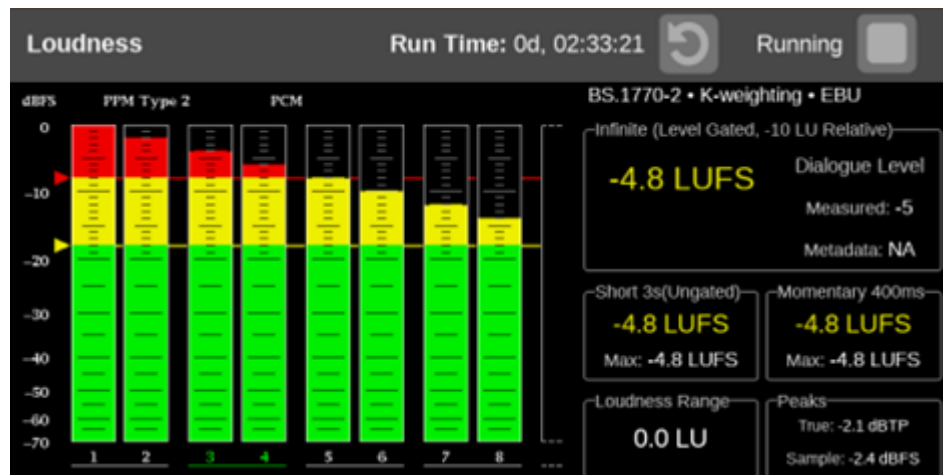 Loudness
Run Time: 0d, 02:33:21
Running
dBFS PPM Type 2 PCM
BS.1770-2 • K-weighting • EBU
0
-10
-20
-30
-40
-50
-60
-70
1 2 3 4 5 6 7 8
Infinite (Level Gated, -10 LU Relative)
-4.8 LUFS
Dialogue Level
Measured: -5
Metadata: NA
Short 3s(Ungated)
-4.8 LUFS
Max: -4.8 LUFS
Momentary 400ms
-4.8 LUFS
Max: -4.8 LUFS
Loudness Range
0.0 LU
Peaks
True: -2.1 dBTP
Sample: -2.4 dBFS